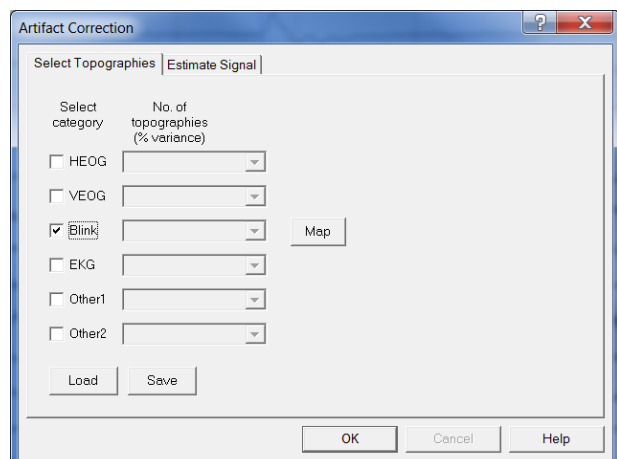 Artifact Correction
Select Topographies
Estimate Signal
Select
category
No. of
topographies
(% variance)
HEOG
VEOG
Blink
Map
EKG
Other1
Other2
Load
Save
OK
Cancel
Help